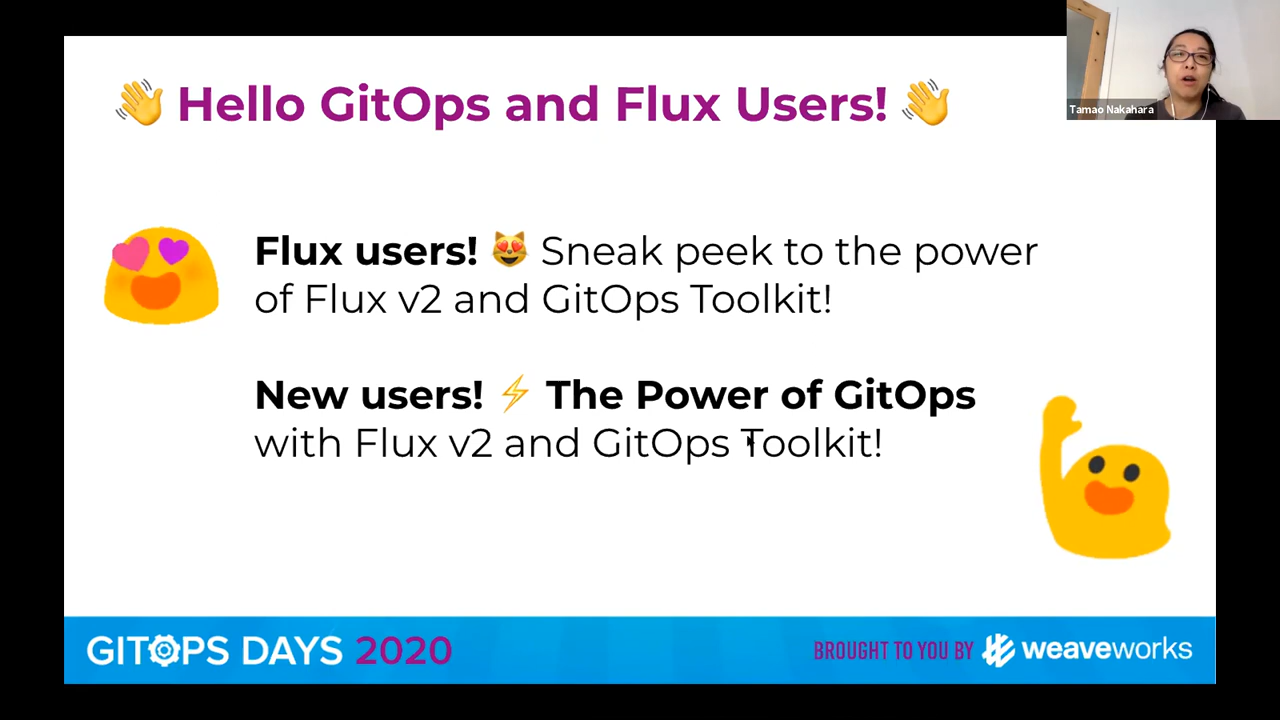 👋 Hello GitOps and Flux Users! 👋
Tamao Nakahara
Flux users! 😻 Sneak peek to the power
of Flux v2 and GitOps Toolkit!
New users! ⚡ The Power of GitOps
with Flux v2 and GitOps Toolkit!
GITOPS DAYS 2020
BROUGHT TO YOU BY weaveworks